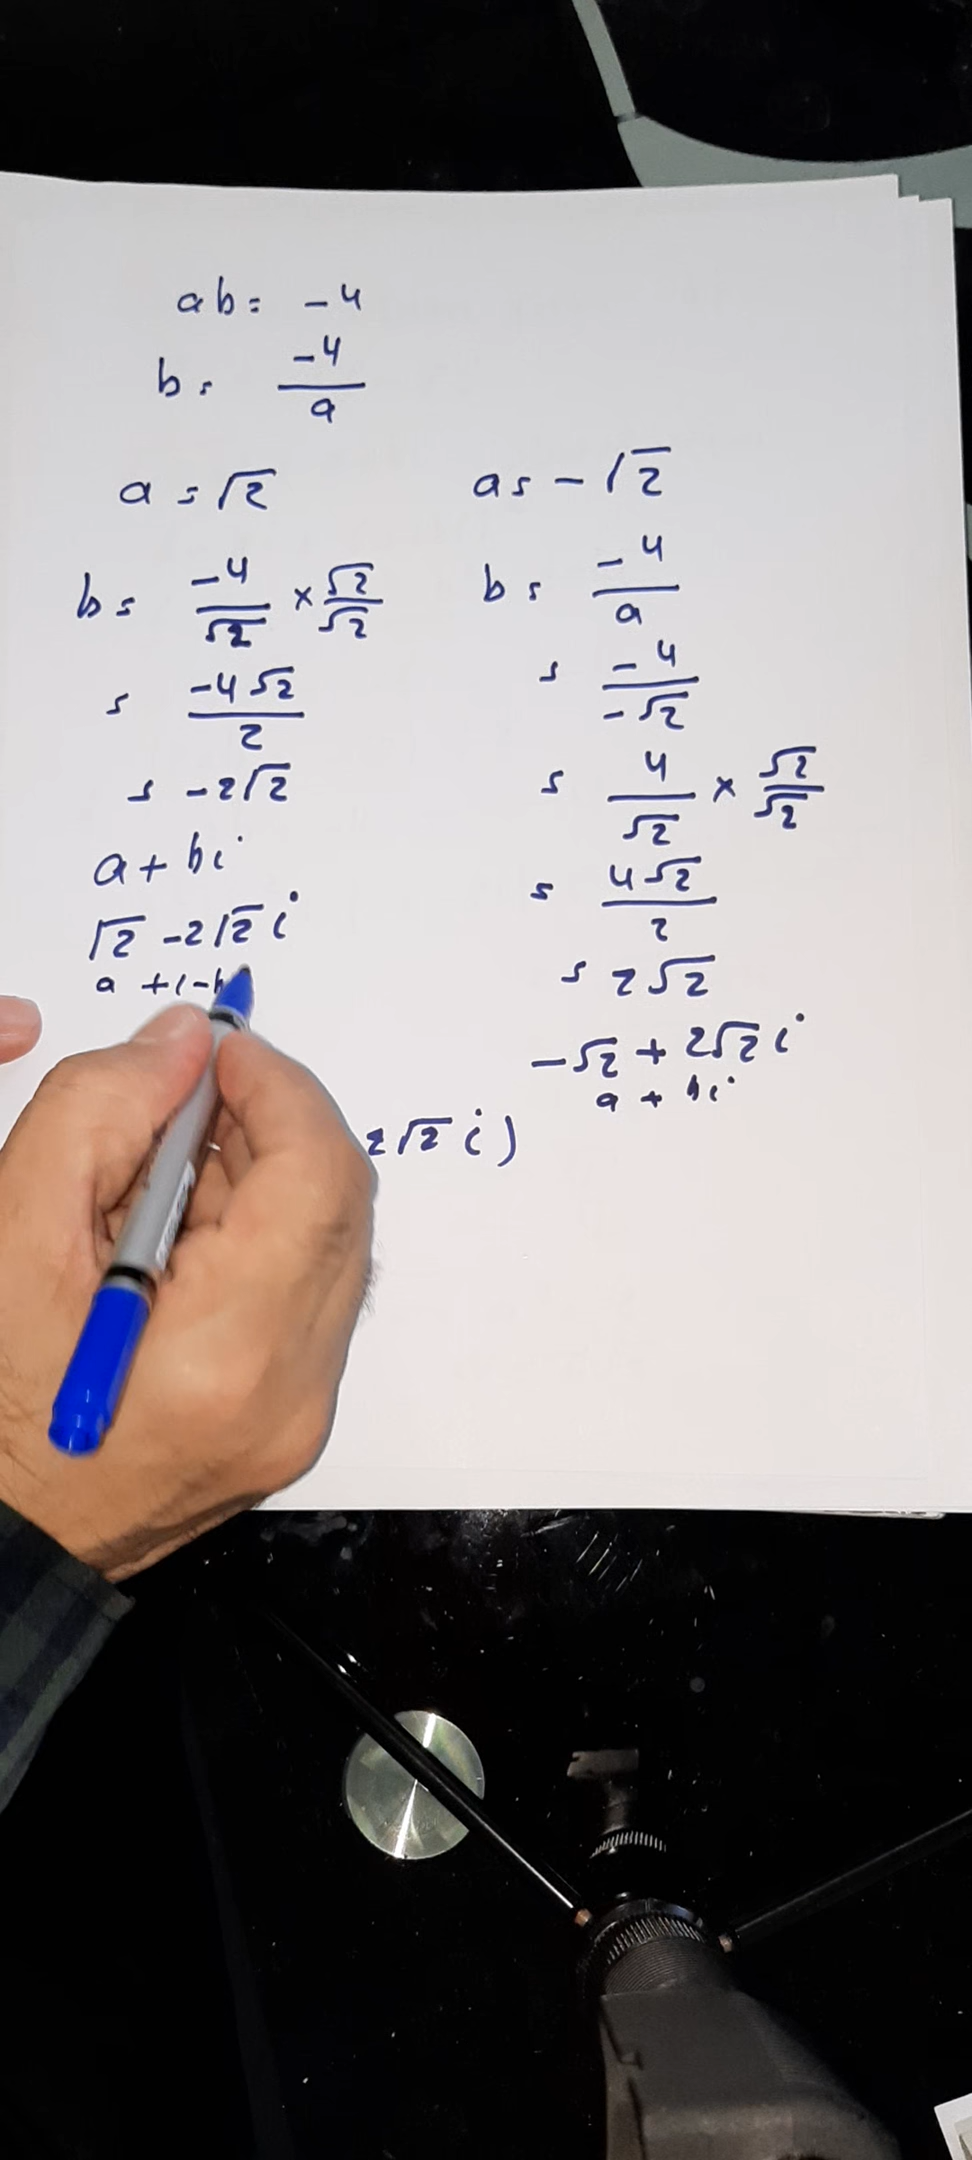 ab = -4
b = -4/a
a = √2
b = -4/√2 × √2/√2
= -4√2/2
= -2√2
a + bi
√2 - 2√2 i
a + (-b
a = -√2
b = -4/a
= -4/-√2
= 4/√2 × √2/√2
= 4√2/2
= 2√2
-√2 + 2√2 i
a + bi
2√2 i)